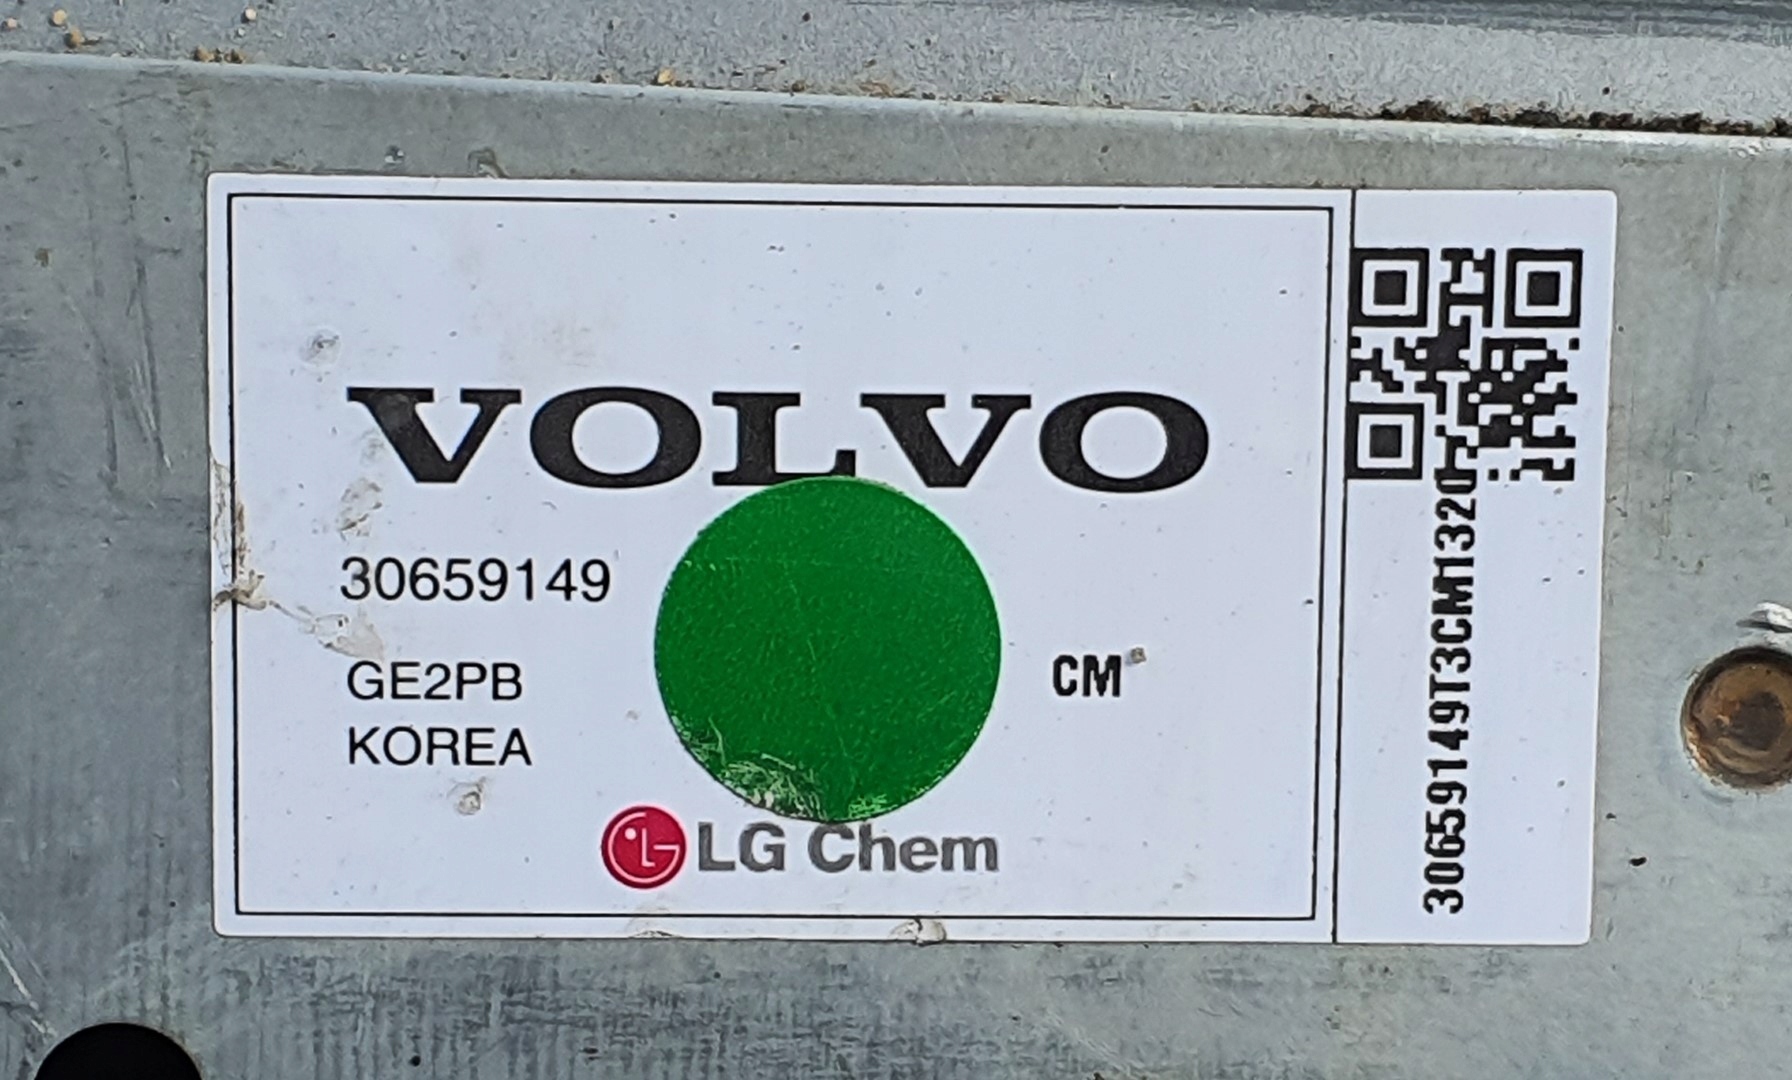 VOLVO
30659149
GE2PB
KOREA
CM
LG Chem
30659149T3CM1320